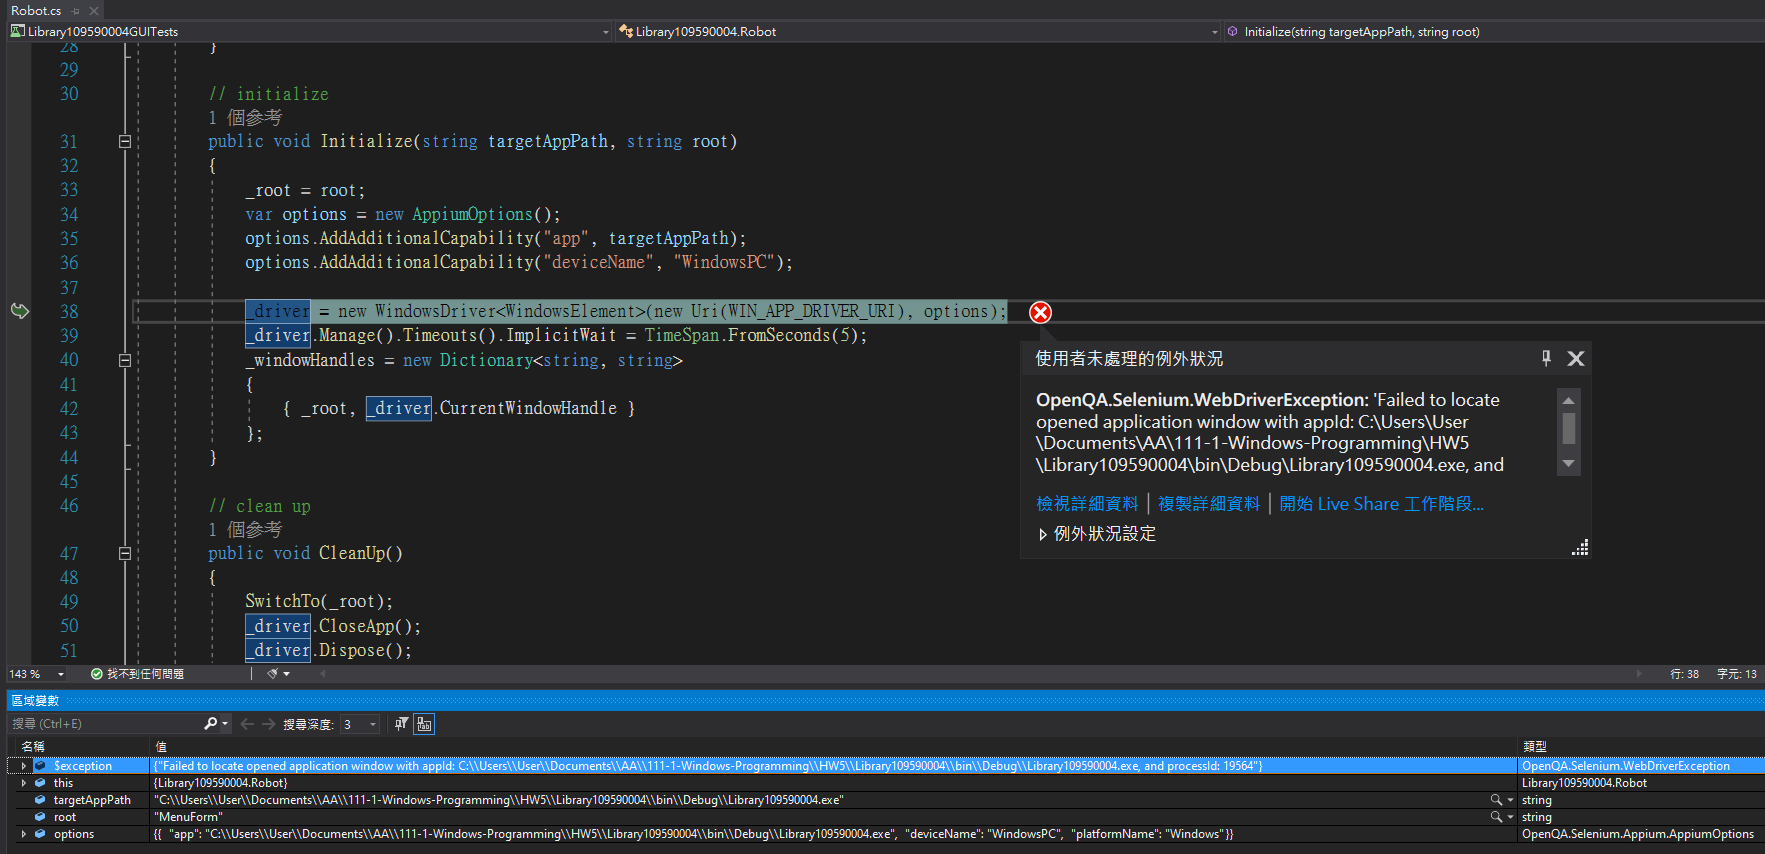 Robot.cs
Library109590004GUITests
Library109590004.Robot
Initialize(string targetAppPath, string root)
28 }
29
30 // initialize
1 個參考
31 public void Initialize(string targetAppPath, string root)
32 {
33 _root = root;
34 var options = new AppiumOptions();
35 options.AddAdditionalCapability("app", targetAppPath);
36 options.AddAdditionalCapability("deviceName", "WindowsPC");
37
38 _driver = new WindowsDriver<WindowsElement>(new Uri(WIN_APP_DRIVER_URI), options);
39 _driver.Manage().Timeouts().ImplicitWait = TimeSpan.FromSeconds(5);
40 _windowHandles = new Dictionary<string, string>
41 {
42 { _root, _driver.CurrentWindowHandle }
43 };
44 }
45
46 // clean up
1 個參考
47 public void CleanUp()
48 {
49 SwitchTo(_root);
50 _driver.CloseApp();
51 _driver.Dispose();
使用者未處理的例外狀況
OpenQA.Selenium.WebDriverException: 'Failed to locate
opened application window with appId: C:\Users\User
\Documents\AA\111-1-Windows-Programming\HW5
\Library109590004\bin\Debug\Library109590004.exe, and
檢視詳細資料 | 複製詳細資料 | 開始 Live Share 工作階段...
例外狀況設定
143 %
找不到任何問題
行: 38
字元: 13
區域變數
搜尋 (Ctrl+E)
搜尋深度: 3
名稱 值 類型
$exception {"Failed to locate opened application window with appId: C:\\Users\\User\\Documents\\AA\\111-1-Windows-Programming\\HW5\\Library109590004\\bin\\Debug\\Library109590004.exe, and processId: 19564"} OpenQA.Selenium.WebDriverException
this {Library109590004.Robot} Library109590004.Robot
targetAppPath "C:\\Users\\User\\Documents\\AA\\111-1-Windows-Programming\\HW5\\Library109590004\\bin\\Debug\\Library109590004.exe" string
root "MenuForm" string
options {{ "app": "C:\\Users\\User\\Documents\\AA\\111-1-Windows-Programming\\HW5\\Library109590004\\bin\\Debug\\Library109590004.exe", "deviceName": "WindowsPC", "platformName": "Windows" }} OpenQA.Selenium.Appium.AppiumOptions